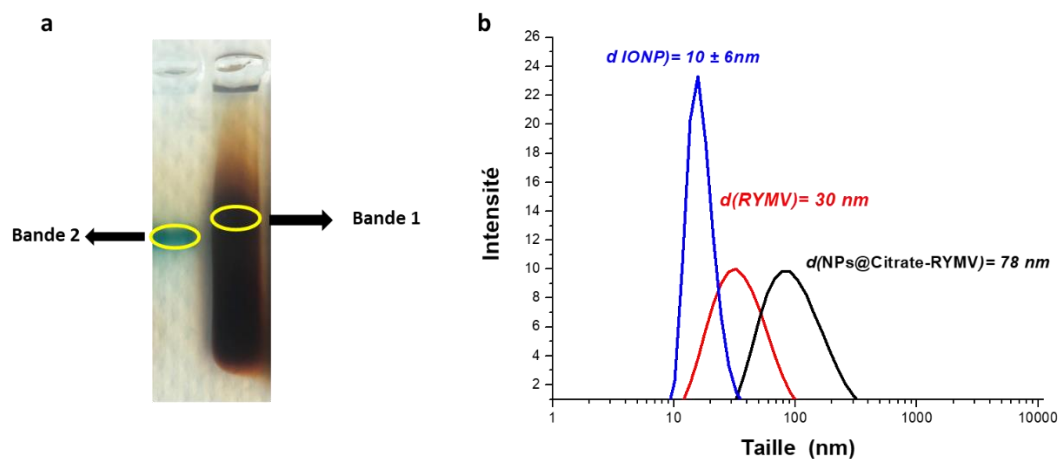 a
Bande 2
Bande 1
b
d IONP)= 10 ± 6nm
d(RYMV)= 30 nm
d(NPs@Citrate-RYMV)= 78 nm
Intensité
26
24
22
20
18
16
14
12
10
8
6
4
2
1 10 100 1000 10000
Taille (nm)